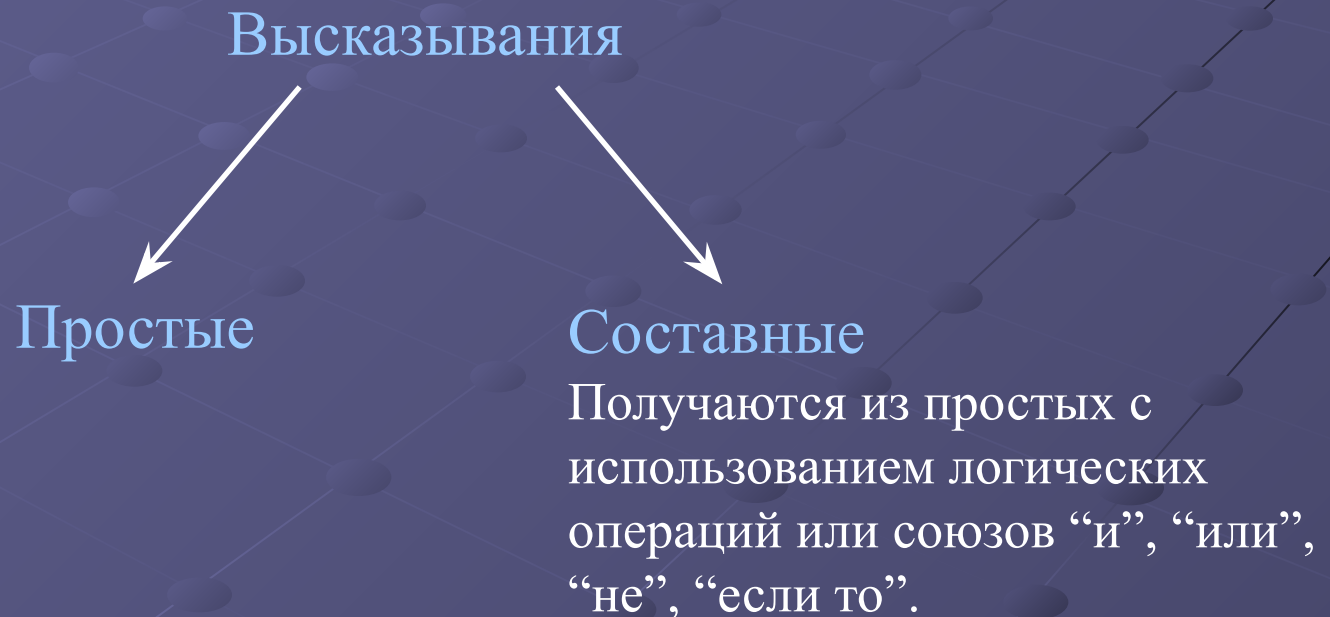 Высказывания
Простые
Составные
Получаются из простых с
использованием логических
операций или союзов “и”, “или”,
“не”, “если то”.